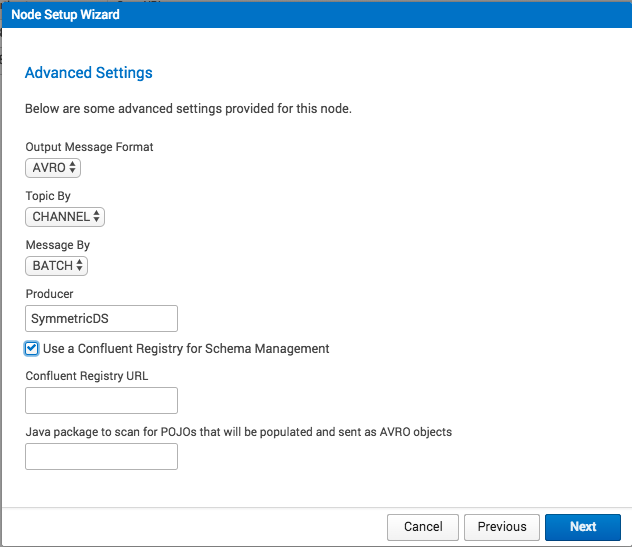 Node Setup Wizard
Advanced Settings
Below are some advanced settings provided for this node.
Output Message Format
AVRO
Topic By
CHANNEL
Message By
BATCH
Producer
SymmetricDS
Use a Confluent Registry for Schema Management
Confluent Registry URL
Java package to scan for POJOs that will be populated and sent as AVRO objects
Cancel Previous Next